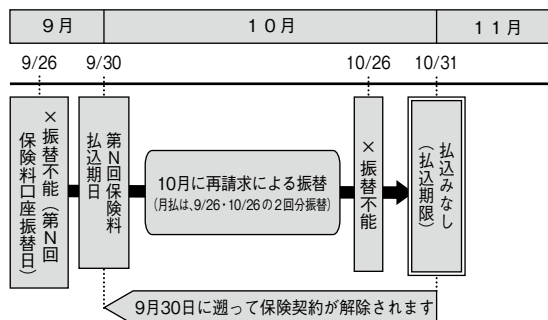 9月
10月
11月
9/26
9/30
10/26
10/31
×振替不能（第N回
保険料口座振替日）
第N回保険料
払込期日
10月に再請求による振替
（月払は、9/26・10/26の2回分振替）
×振替不能
払込みなし
（払込期限）
9月30日に遡って保険契約が解除されます